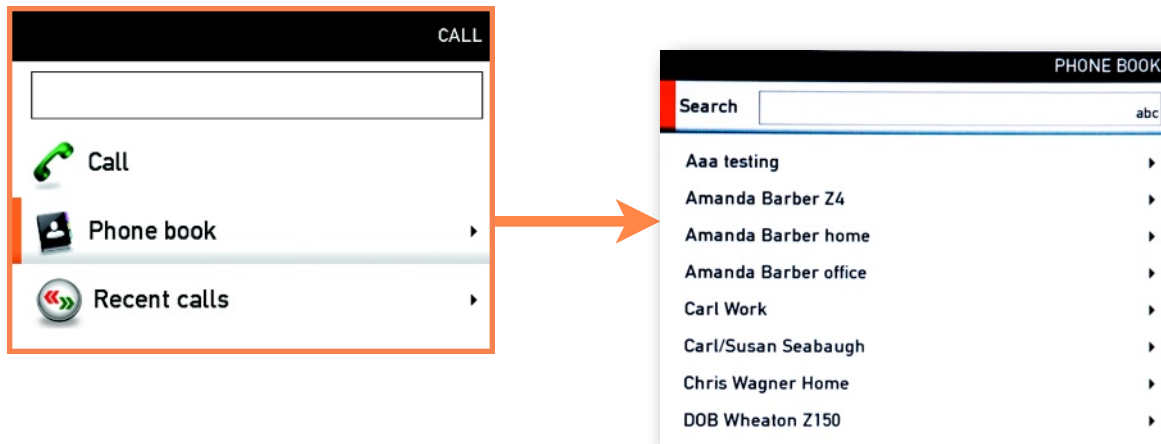 CALL
Call
Phone book
Recent calls
PHONE BOOK
Search
abc
Aaa testing
Amanda Barber Z4
Amanda Barber home
Amanda Barber office
Carl Work
Carl/Susan Seabaugh
Chris Wagner Home
DOB Wheaton Z150